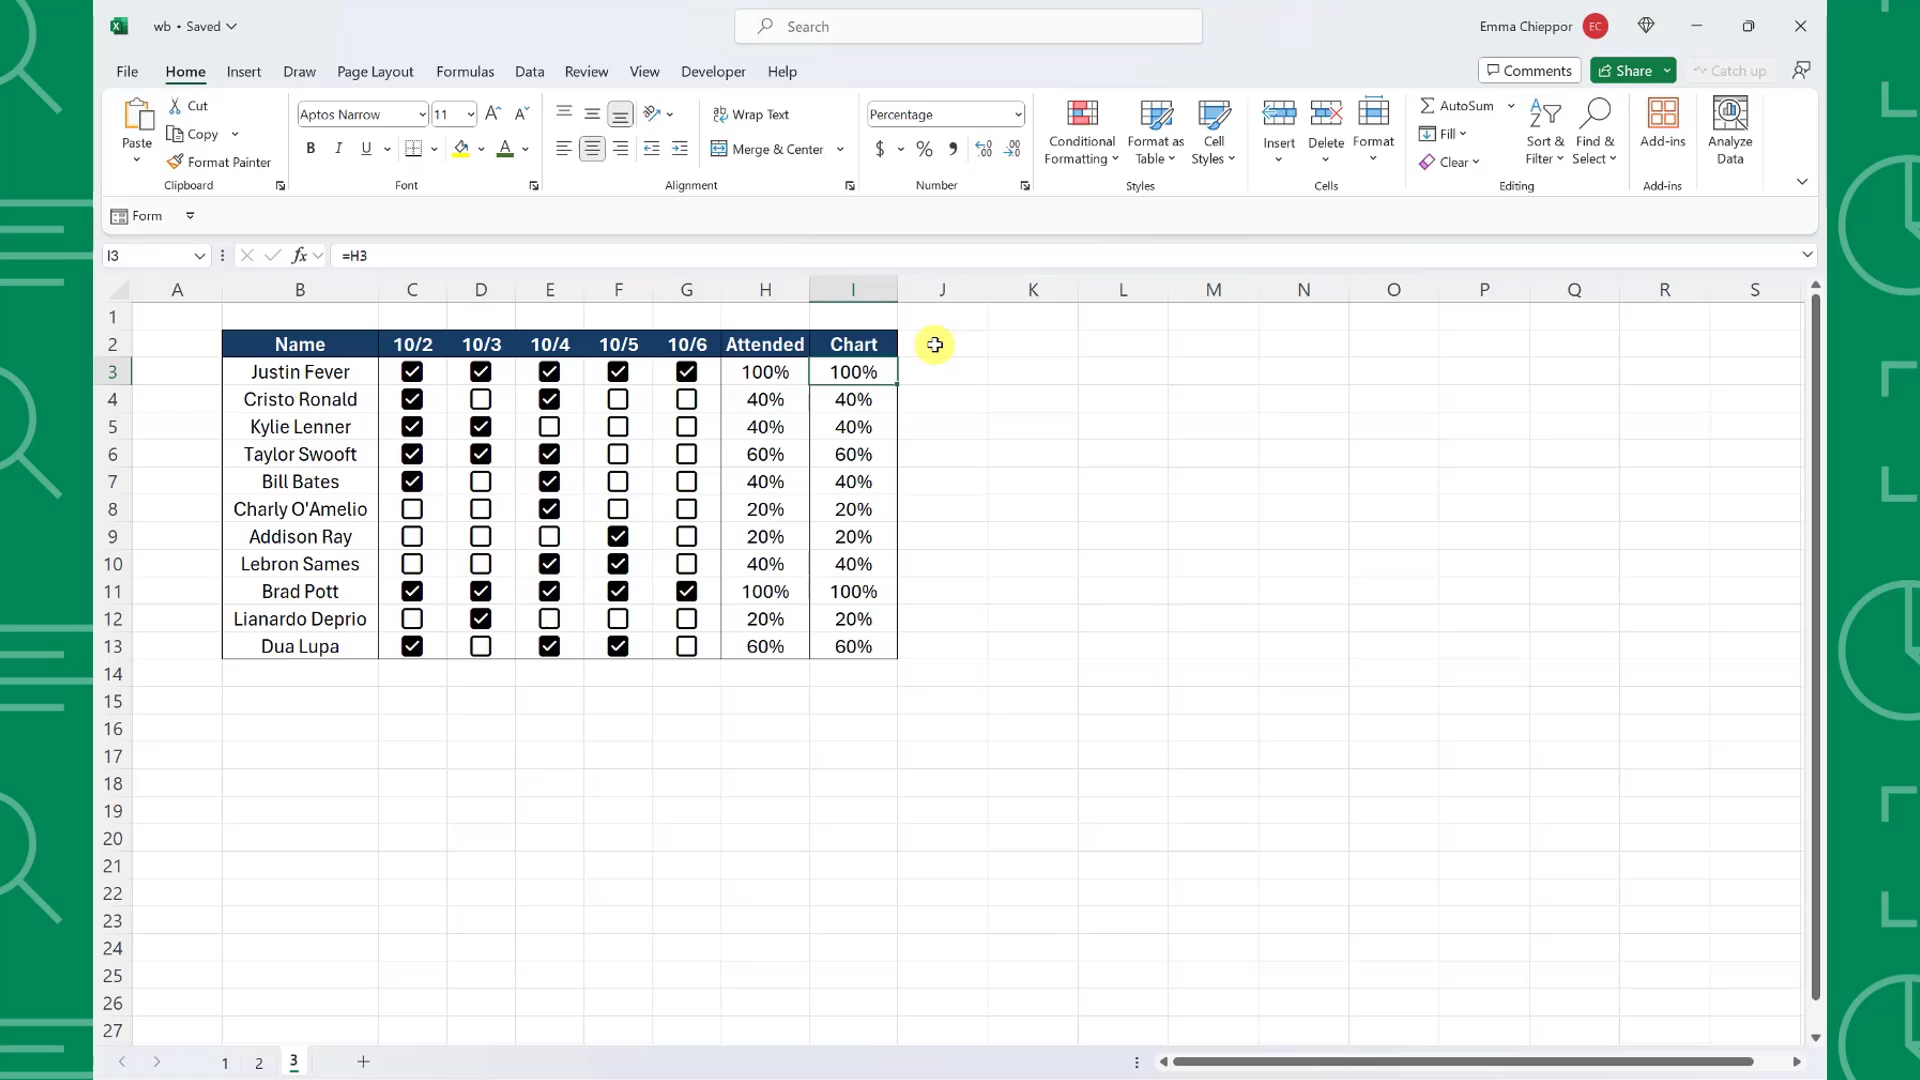 wb • Saved
Search
Emma Chieppor EC
File Home Insert Draw Page Layout Formulas Data Review View Developer Help
Comments Share Catch up
Paste
Cut
Copy
Format Painter
Clipboard
Aptos Narrow 11
B I U
Font
Wrap Text
Merge & Center
Alignment
Percentage
$ % 9
Number
Conditional Formatting
Format as Table
Cell Styles
Styles
Insert
Delete
Format
Cells
AutoSum
Fill
Clear
Sort & Filter
Find & Select
Editing
Add-ins
Add-ins
Analyze Data
Form
I3 fx =H3
A B C D E F G H I J K L M N O P Q R S
1
2 Name 10/2 10/3 10/4 10/5 10/6 Attended Chart
3 Justin Fever 100% 100%
4 Cristo Ronald 40% 40%
5 Kylie Lenner 40% 40%
6 Taylor Swooft 60% 60%
7 Bill Bates 40% 40%
8 Charly O'Amelio 20% 20%
9 Addison Ray 20% 20%
10 Lebron Sames 40% 40%
11 Brad Pott 100% 100%
12 Lianardo Deprio 20% 20%
13 Dua Lupa 60% 60%
14
15
16
17
18
19
20
21
22
23
24
25
26
27
1 2 3